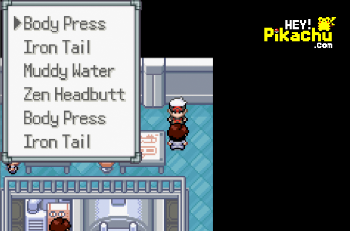 Body Press
Iron Tail
Muddy Water
Zen Headbutt
Body Press
Iron Tail
HEY!
Pikachu
.com